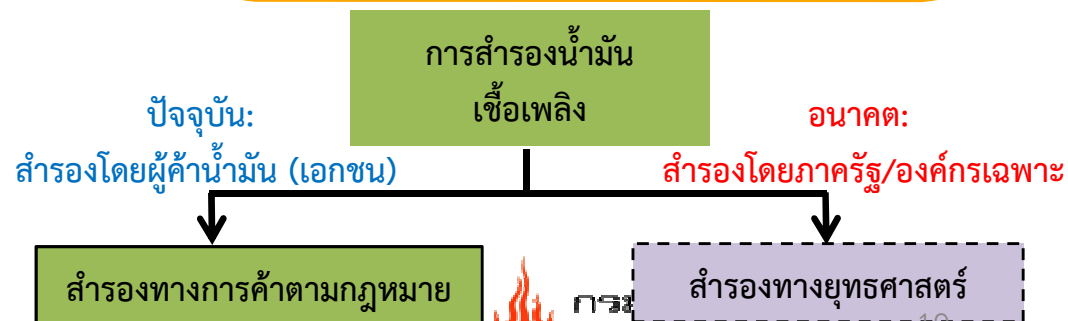 การสำรองน้ำมัน
เชื้อเพลิง
ปัจจุบัน:
สำรองโดยผู้ค้าน้ำมัน (เอกชน)
อนาคต:
สำรองโดยภาครัฐ/องค์กรเฉพาะ
สำรองทางการค้าตามกฎหมาย
สำรองทางยุทธศาสตร์